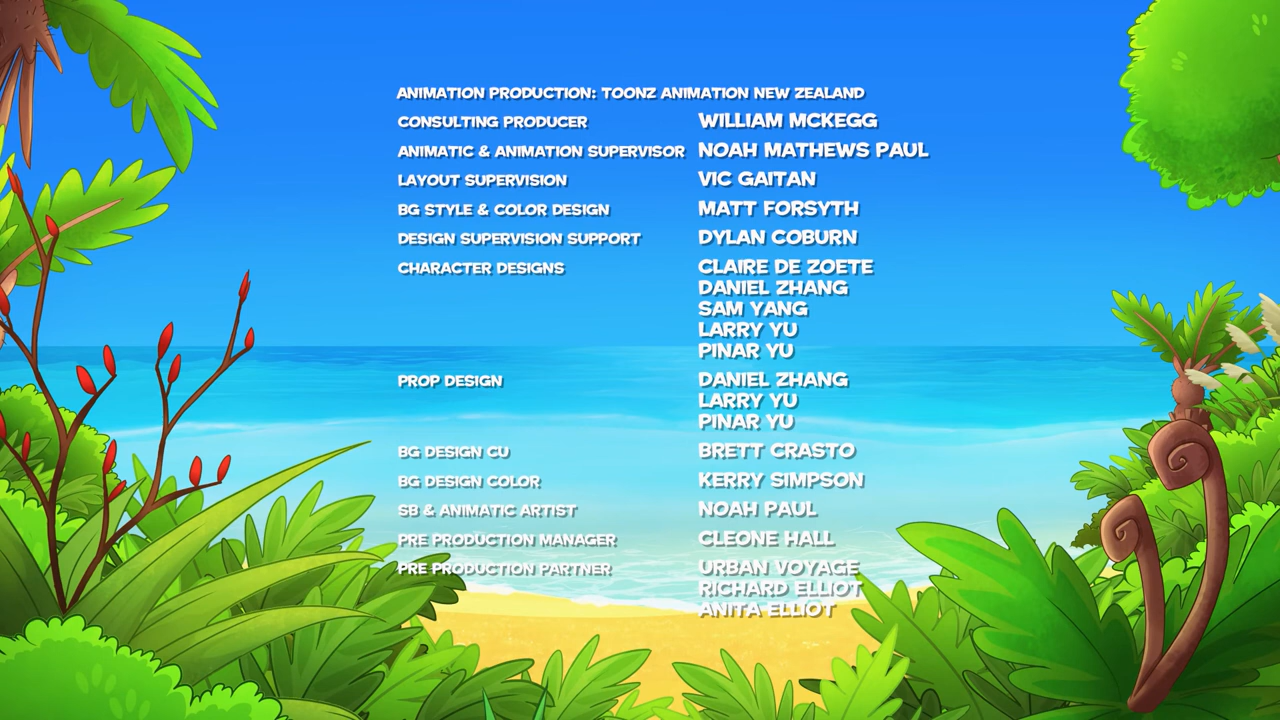 ANIMATION PRODUCTION: TOONZ ANIMATION NEW ZEALAND
CONSULTING PRODUCER WILLIAM MCKEGG
ANIMATIC & ANIMATION SUPERVISOR NOAH MATHEWS PAUL
LAYOUT SUPERVISION VIC GAITAN
BG STYLE & COLOR DESIGN MATT FORSYTH
DESIGN SUPERVISION SUPPORT DYLAN COBURN
CHARACTER DESIGNS CLAIRE DE ZOETE
DANIEL ZHANG
SAM YANG
LARRY YU
PINAR YU
PROP DESIGN DANIEL ZHANG
LARRY YU
PINAR YU
BG DESIGN CU BRETT CRASTO
BG DESIGN COLOR KERRY SIMPSON
SB & ANIMATIC ARTIST NOAH PAUL
PRE PRODUCTION MANAGER CLEONE HALL
PRE PRODUCTION PARTNER URBAN VOYAGE
RICHARD ELLIOT
ANITA ELLIOT